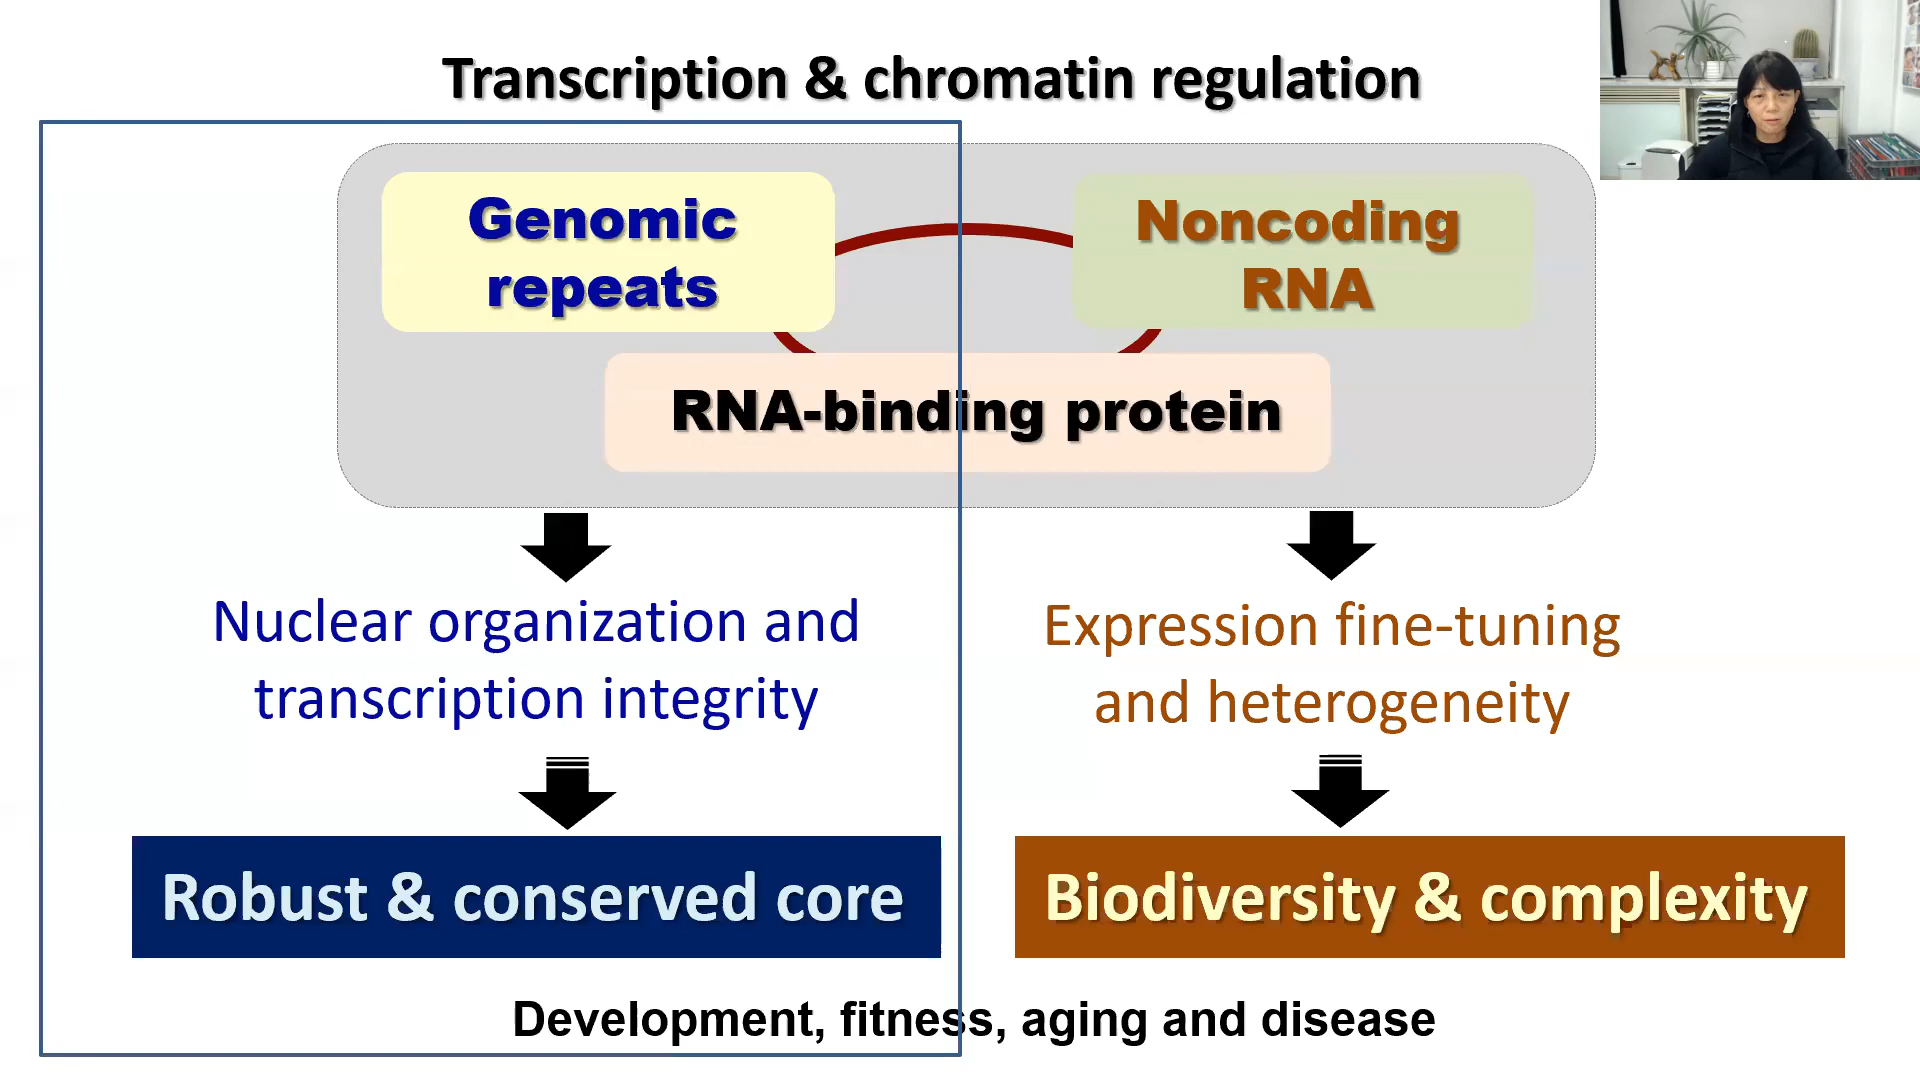 Transcription & chromatin regulation
Genomic
repeats
Noncoding
RNA
RNA-binding protein
Nuclear organization and
transcription integrity
Expression fine-tuning
and heterogeneity
Robust & conserved core
Biodiversity & complexity
Development, fitness, aging and disease